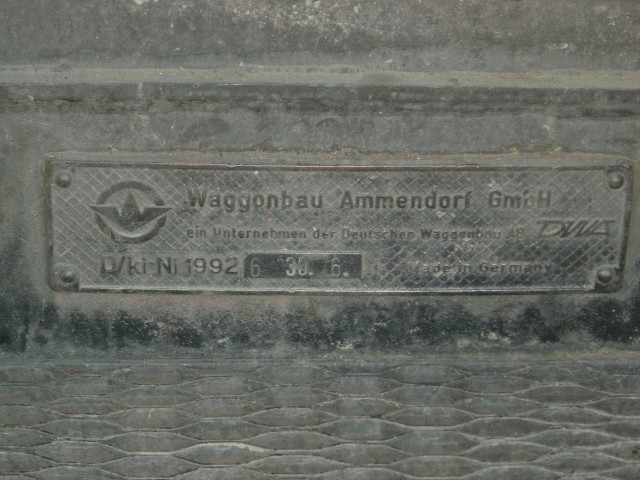 Waggonbau Ammendorf GmbH
ein Unternehmen der Deutschen Waggonbau AG DWA
D/ki-Ni 1992 6 30. 6. Made in Germany